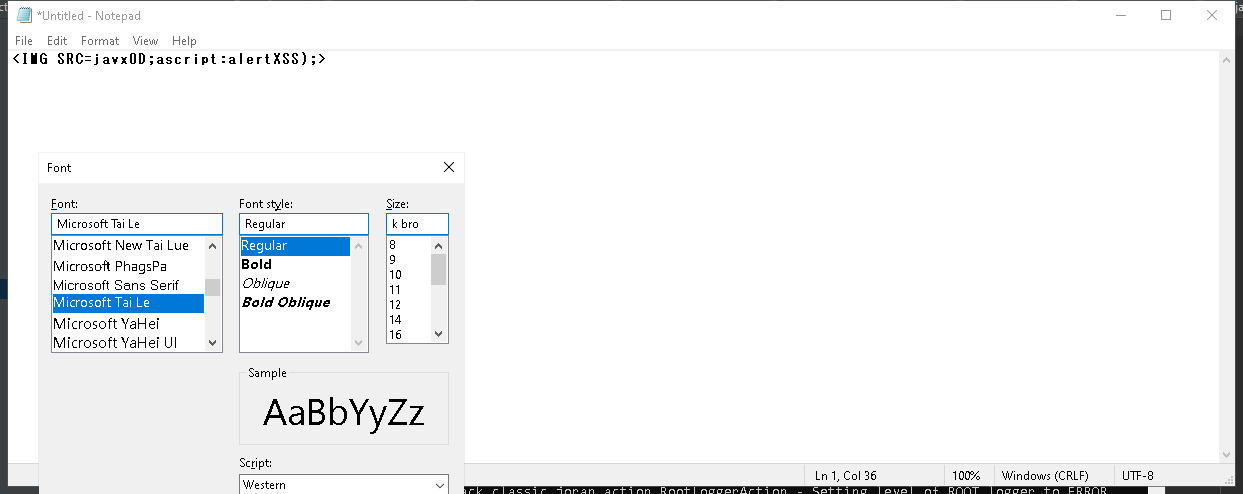 *Untitled - Notepad
File Edit Format View Help
<IMG SRC=javx0D;ascript:alertXSS);>
Font
Font: Font style: Size:
Microsoft Tai Le Regular k bro
Microsoft New Tai Lue Regular 8
Microsoft PhagsPa Bold 9
Microsoft Sans Serif Oblique 10
Microsoft Tai Le Bold Oblique 11
Microsoft YaHei 12
Microsoft YaHei UI 14
16
Sample
AaBbYyZz
Script:
Western
Ln 1, Col 36 100% Windows (CRLF) UTF-8
ack classic joran action RootLoggerAction - Setting level of ROOT logger to ERROR